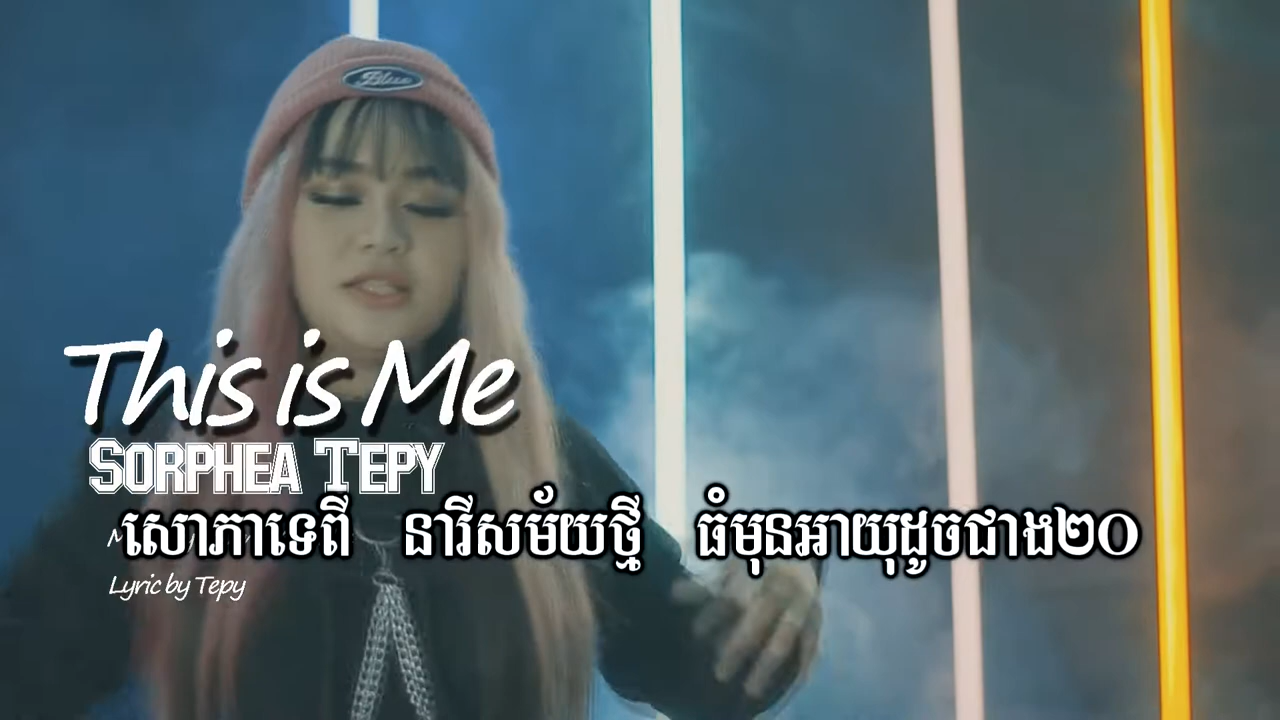 Blue
This is Me
SORPHEA TEPY
សោភាទេពី នារីសម័យថ្មី ធំមុនអាយុដូចជាង២០
Lyric by Tepy